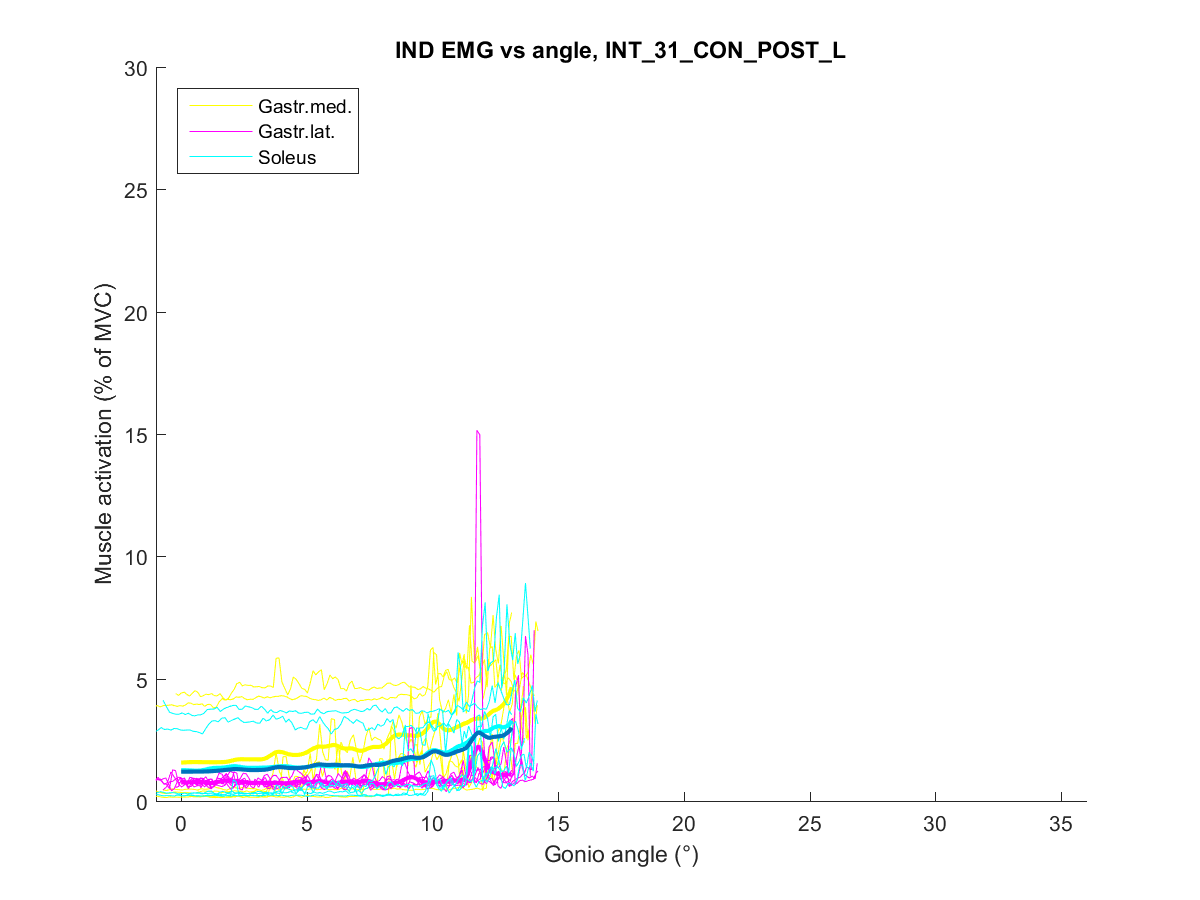 IND EMG vs angle, INT_31_CON_POST_L
30
25
20
15
10
5
0
Muscle activation (% of MVC)
Gastr.med.
Gastr.lat.
Soleus
0 5 10 15 20 25 30 35
Gonio angle (°)